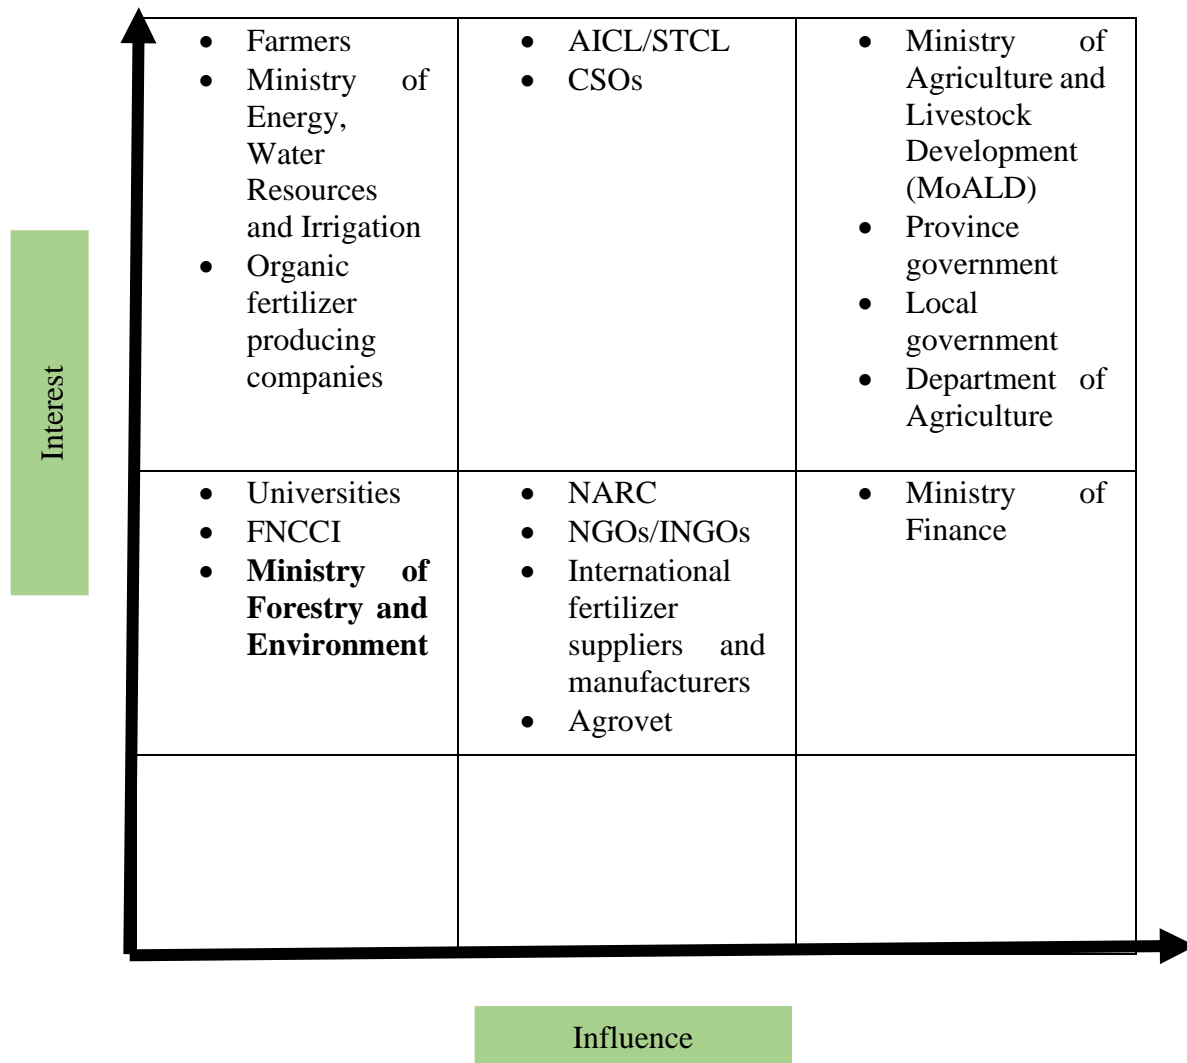 Interest
• Farmers
• Ministry of
Energy,
Water
Resources
and Irrigation
• Organic
fertilizer
producing
companies
• AICL/STCL
• CSOs
• Ministry of
Agriculture and
Livestock
Development
(MoALD)
• Province
government
• Local
government
• Department of
Agriculture
• Universities
• FNCCI
• Ministry of
Forestry and
Environment
• NARC
• NGOs/INGOs
• International
fertilizer
suppliers and
manufacturers
• Agrovet
• Ministry of
Finance
Influence